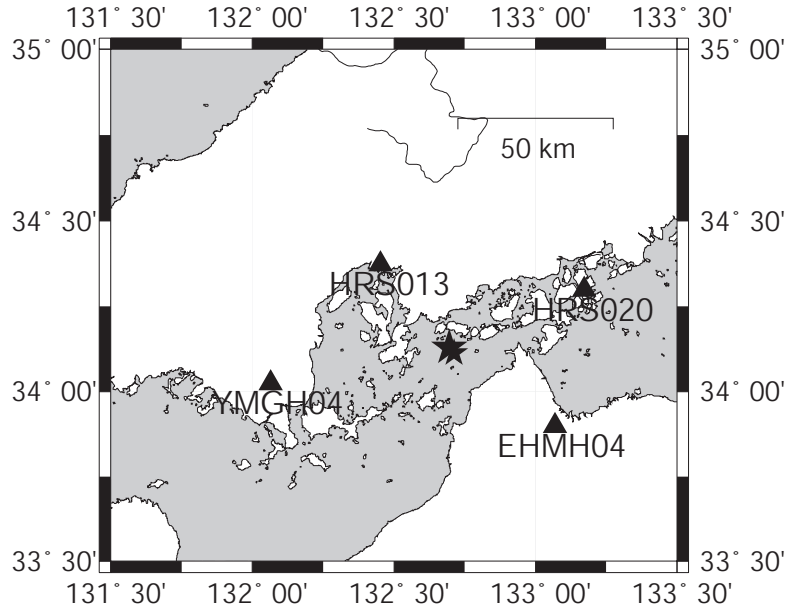 131˚ 30' 132˚ 00' 132˚ 30' 133˚ 00' 133˚ 30'
35˚ 00' 35˚ 00'
50 km
34˚ 30' 34˚ 30'
HRS013
HRS020
34˚ 00' 34˚ 00'
YMGH04
EHMH04
33˚ 30' 33˚ 30'
131˚ 30' 132˚ 00' 132˚ 30' 133˚ 00' 133˚ 30'